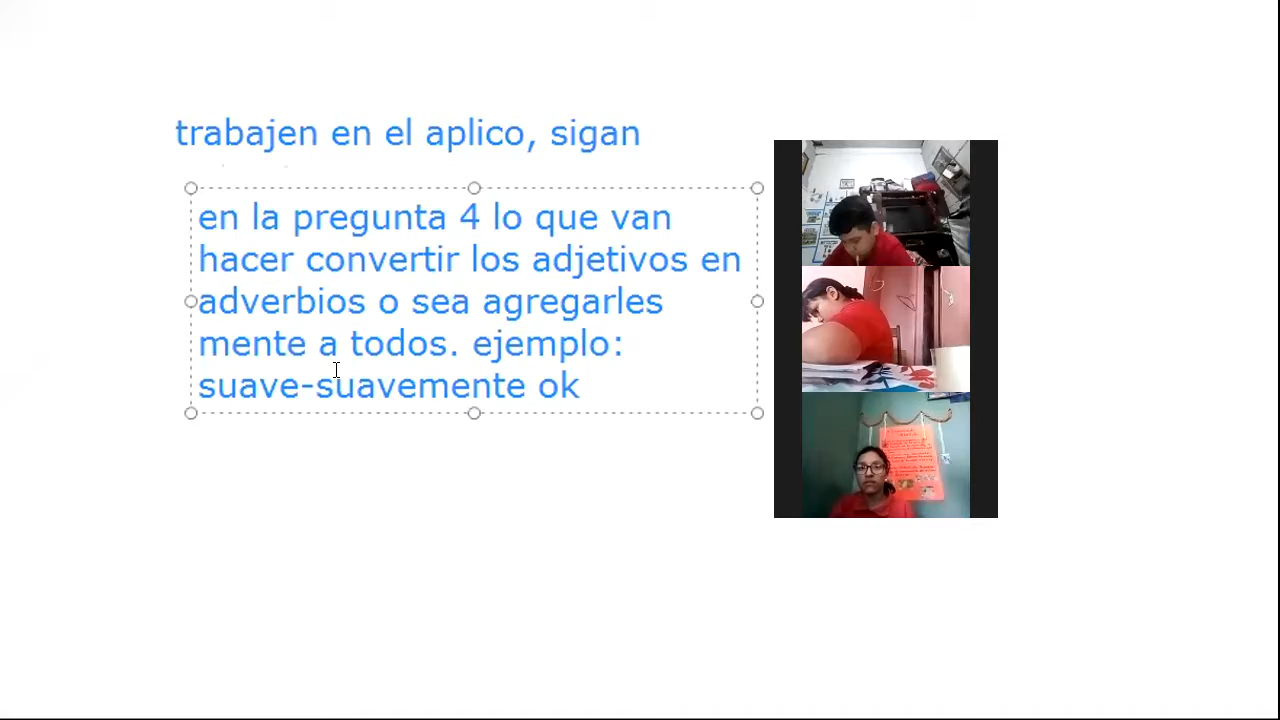 trabajen en el aplico, sigan
en la pregunta 4 lo que van
hacer convertir los adjetivos en
adverbios o sea agregarles
mente a todos. ejemplo:
suave-suavemente ok